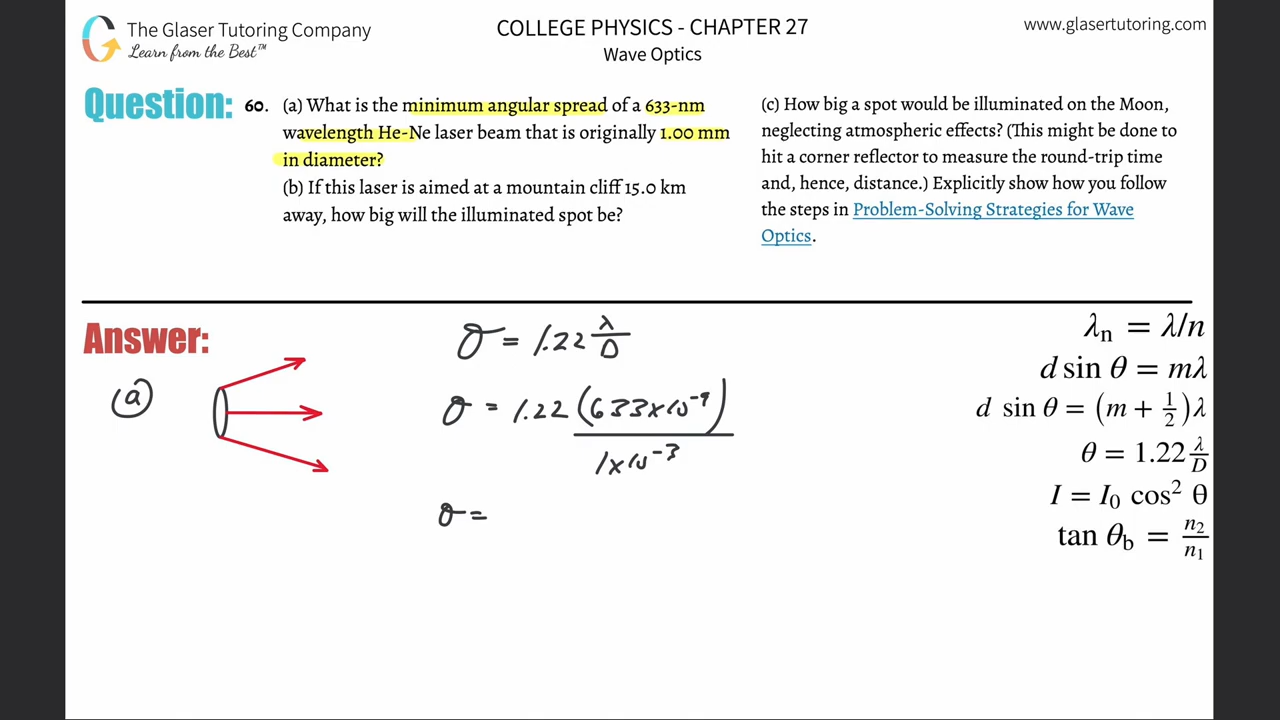 The Glaser Tutoring Company
Learn from the Best™
COLLEGE PHYSICS - CHAPTER 27
Wave Optics
www.glasertutoring.com
Question:
60. (a) What is the minimum angular spread of a 633-nm
wavelength He-Ne laser beam that is originally 1.00 mm
in diameter?
(b) If this laser is aimed at a mountain cliff 15.0 km
away, how big will the illuminated spot be?
(c) How big a spot would be illuminated on the Moon,
neglecting atmospheric effects? (This might be done to
hit a corner reflector to measure the round-trip time
and, hence, distance.) Explicitly show how you follow
the steps in Problem-Solving Strategies for Wave
Optics.
Answer:
(a)
θ = 1.22 λ/D
θ = 1.22 (633x10⁻⁹)
1x10⁻³
θ =
λn = λ/n
d sin θ = mλ
d sin θ = (m + 1/2)λ
θ = 1.22 λ/D
I = I₀ cos² θ
tan θb = n₂/n₁